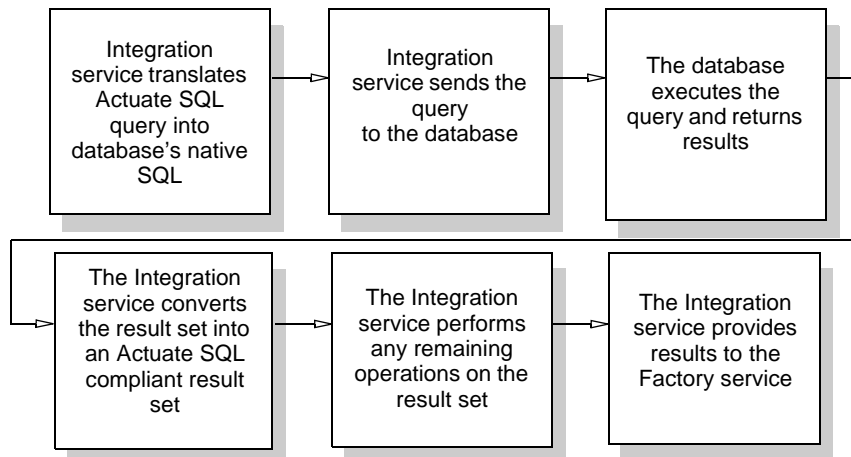 Integration
service translates
Actuate SQL
query into
database's native
SQL
Integration
service sends the
query
to the database
The database
executes the
query and returns
results
The Integration
service converts
the result set into
an Actuate SQL
compliant result
set
The Integration
service performs
any remaining
operations on the
result set
The Integration
service provides
results to the
Factory service